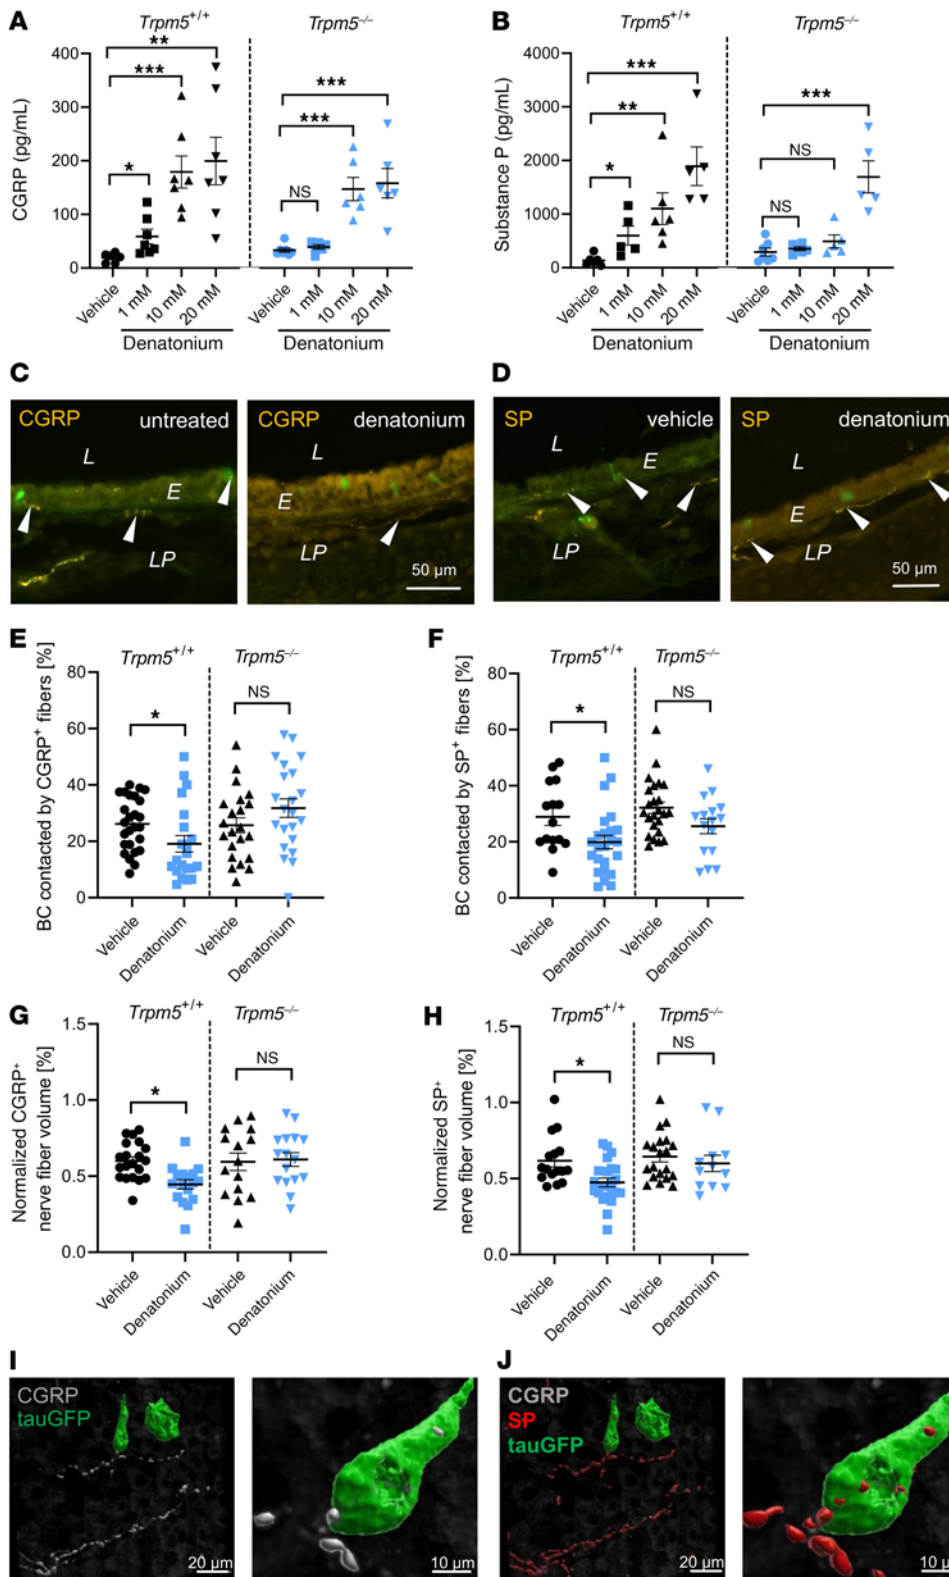 A
Trpm5+/+
Trpm5–/–
CGRP (pg/mL)
400
300
200
100
0
*
***
**
NS
***
***
Vehicle
1 mM
10 mM
20 mM
Vehicle
1 mM
10 mM
20 mM
Denatonium
Denatonium
B
Trpm5+/+
Trpm5–/–
Substance P (pg/mL)
4000
3000
2000
1000
0
*
**
***
NS
NS
***
Vehicle
1 mM
10 mM
20 mM
Vehicle
1 mM
10 mM
20 mM
Denatonium
Denatonium
C
CGRP
untreated
L
E
LP
CGRP
denatonium
L
E
LP
50 µm
D
SP
vehicle
L
E
LP
SP
denatonium
L
E
LP
50 µm
E
Trpm5+/+
Trpm5–/–
BC contacted by CGRP+ fibers [%]
80
60
40
20
0
*
NS
Vehicle
Denatonium
Vehicle
Denatonium
F
Trpm5+/+
Trpm5–/–
BC contacted by SP+ fibers [%]
80
60
40
20
0
*
NS
Vehicle
Denatonium
Vehicle
Denatonium
G
Trpm5+/+
Trpm5–/–
Normalized CGRP+
nerve fiber volume [%]
1.5
1.0
0.5
0.0
*
NS
Vehicle
Denatonium
Vehicle
Denatonium
H
Trpm5+/+
Trpm5–/–
Normalized SP+
nerve fiber volume [%]
1.5
1.0
0.5
0.0
*
NS
Vehicle
Denatonium
Vehicle
Denatonium
I
CGRP
tauGFP
20 µm
10 µm
J
CGRP
SP
tauGFP
20 µm
10 µm